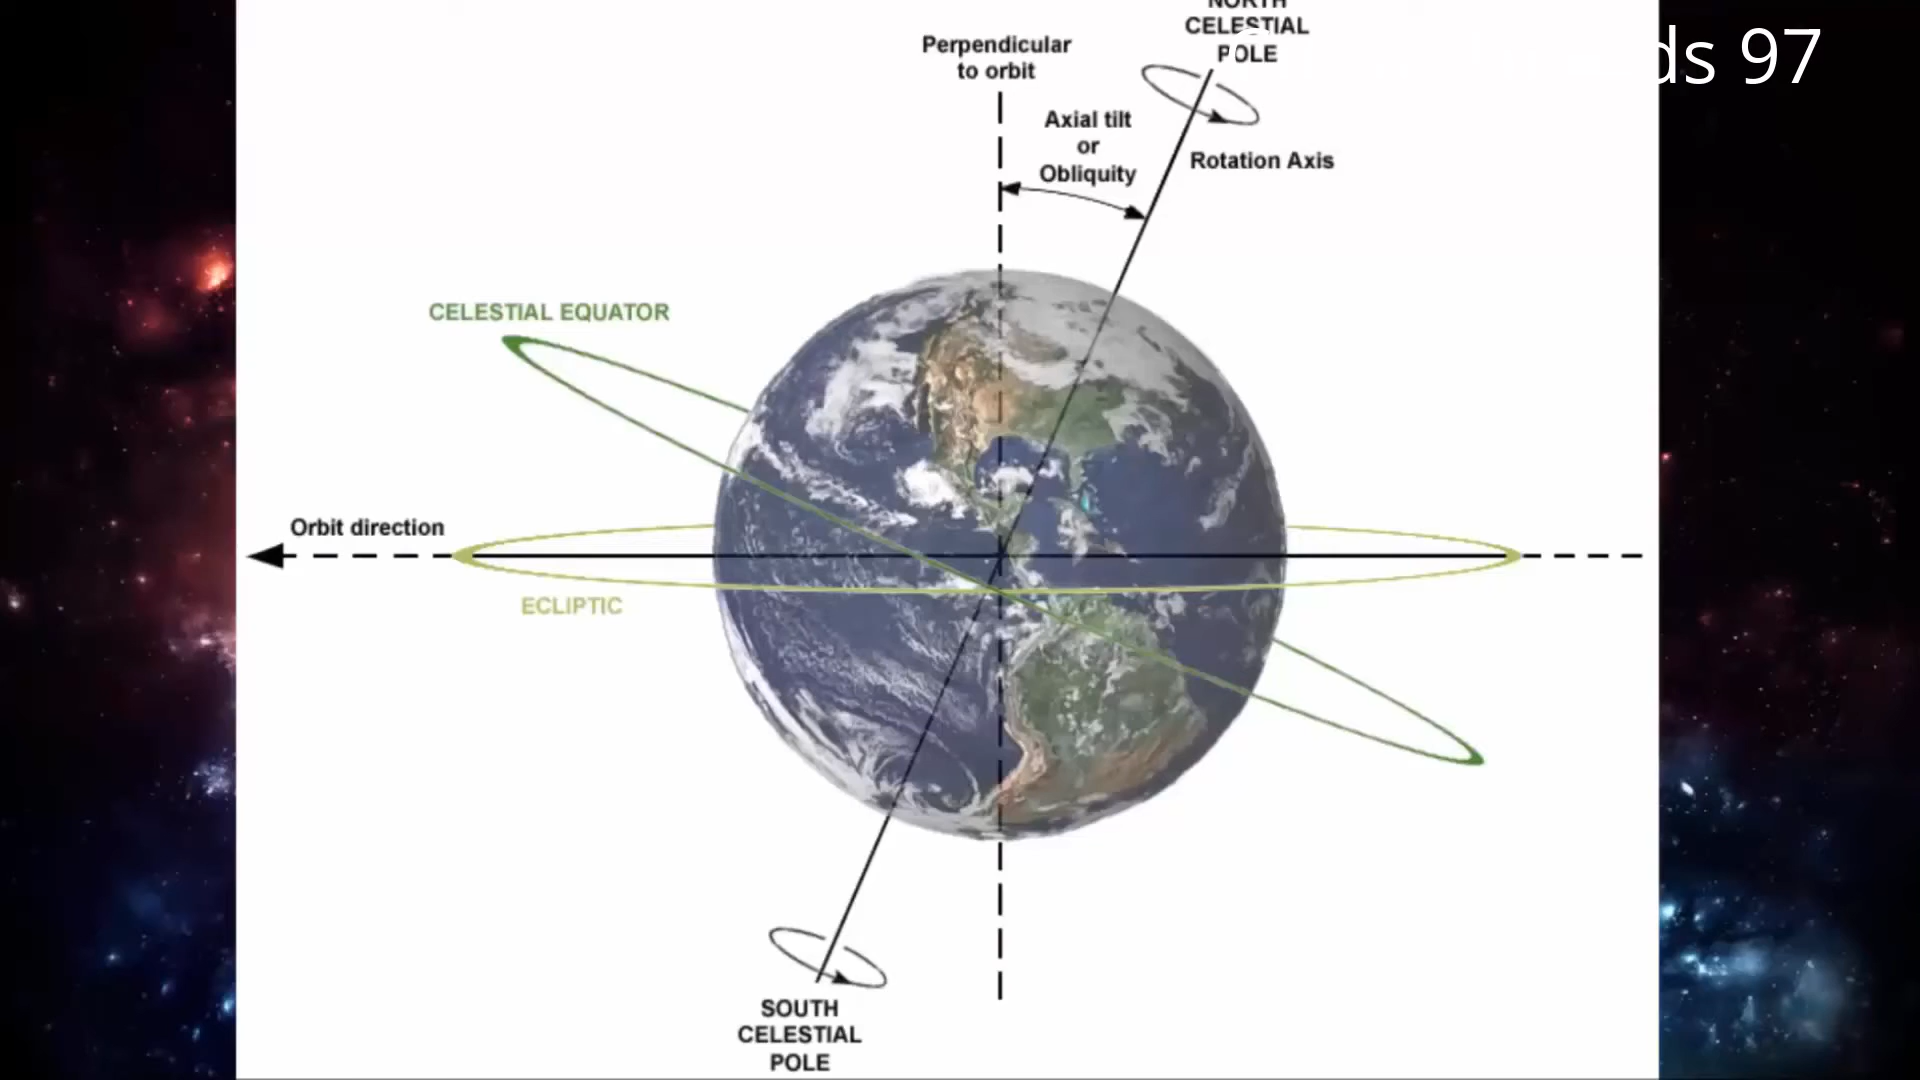 NORTH
CELESTIAL
POLE
ds 97
Perpendicular
to orbit
Axial tilt
or
Obliquity
Rotation Axis
CELESTIAL EQUATOR
Orbit direction
ECLIPTIC
SOUTH
CELESTIAL
POLE